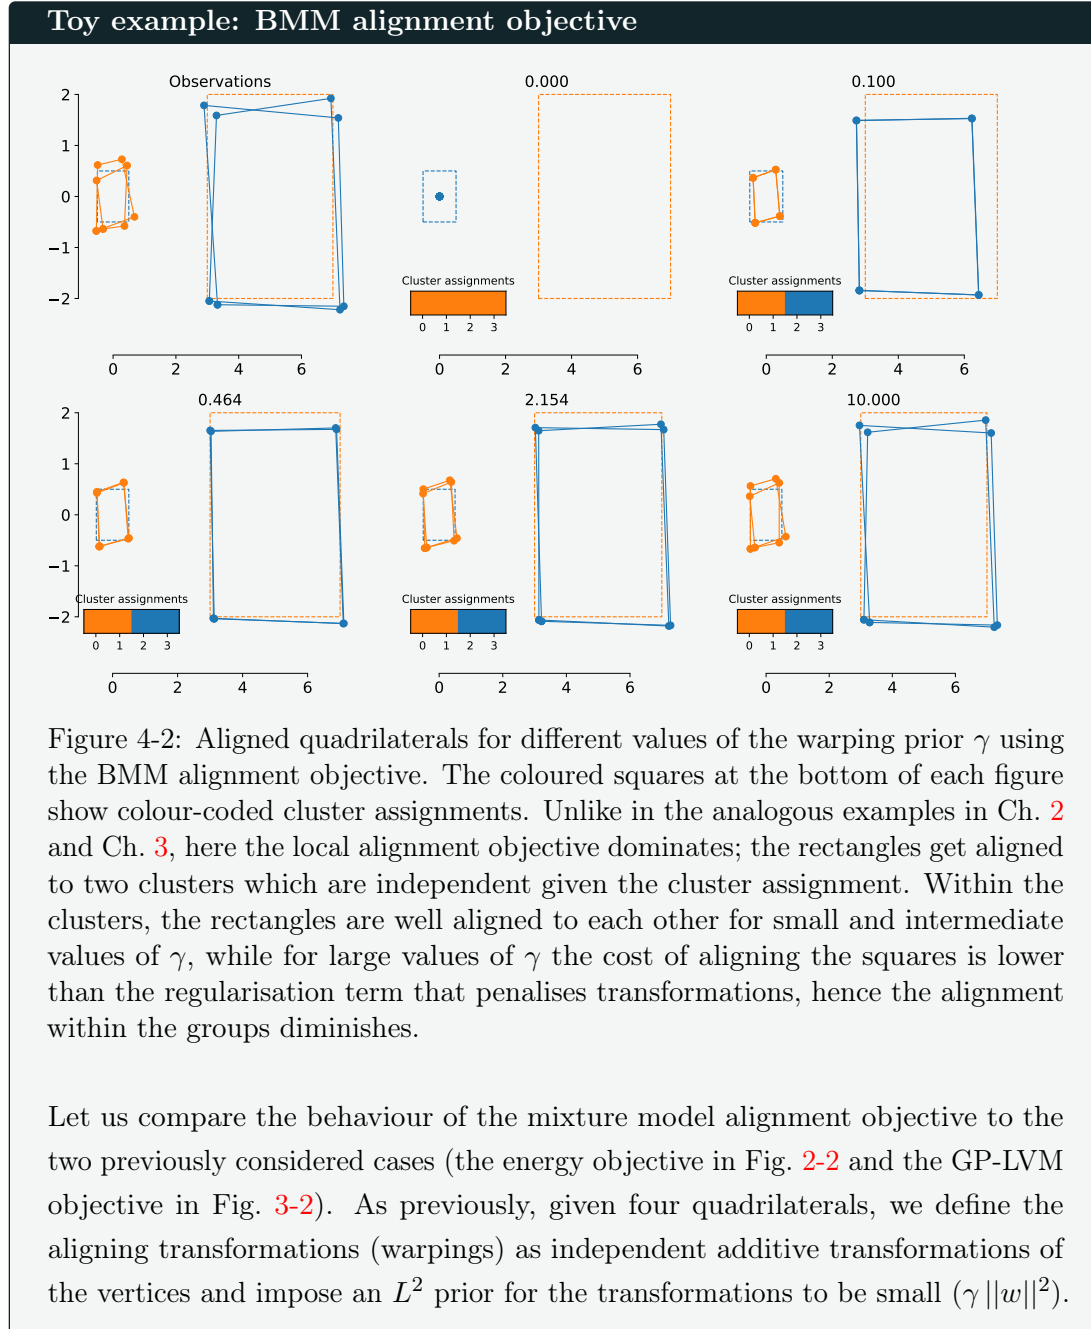 Toy example: BMM alignment objective
Observations
0.000
0.100
2
1
0
−1
−2
Cluster assignments
0 1 2 3
Cluster assignments
0 1 2 3
0 2 4 6
0 2 4 6
0 2 4 6
0.464
2.154
10.000
2
1
0
−1
−2
Cluster assignments
0 1 2 3
Cluster assignments
0 1 2 3
Cluster assignments
0 1 2 3
0 2 4 6
0 2 4 6
0 2 4 6
Figure 4-2: Aligned quadrilaterals for different values of the warping prior γ using
the BMM alignment objective. The coloured squares at the bottom of each figure
show colour-coded cluster assignments. Unlike in the analogous examples in Ch. 2
and Ch. 3, here the local alignment objective dominates; the rectangles get aligned
to two clusters which are independent given the cluster assignment. Within the
clusters, the rectangles are well aligned to each other for small and intermediate
values of γ, while for large values of γ the cost of aligning the squares is lower
than the regularisation term that penalises transformations, hence the alignment
within the groups diminishes.
Let us compare the behaviour of the mixture model alignment objective to the
two previously considered cases (the energy objective in Fig. 2-2 and the GP-LVM
objective in Fig. 3-2). As previously, given four quadrilaterals, we define the
aligning transformations (warpings) as independent additive transformations of
the vertices and impose an L² prior for the transformations to be small (γ ||w||²).